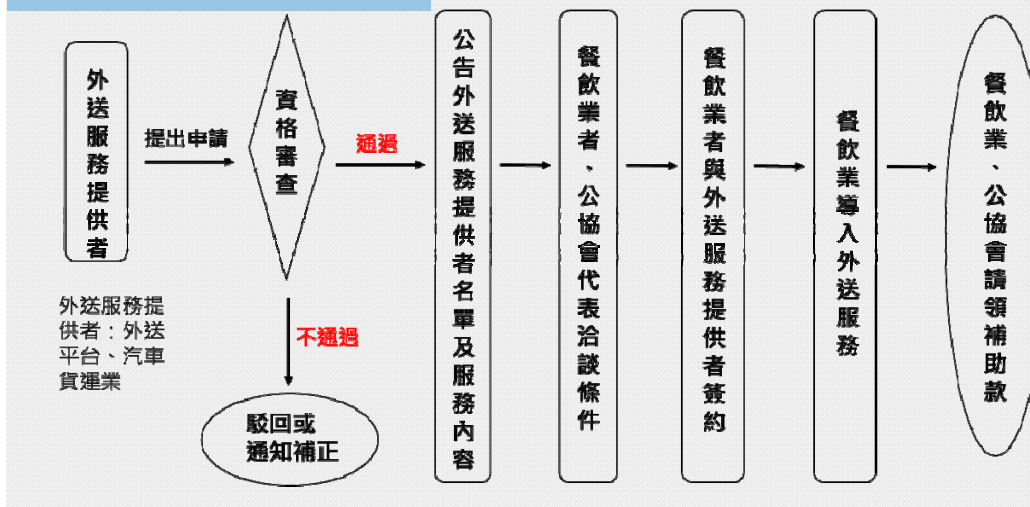 外送服務提供者
提出申請
資格審查
通過
公告外送服務提供者名單及服務內容
餐飲業者、公協會代表洽談條件
餐飲業者與外送服務提供者簽約
餐飲業導入外送服務
餐飲業、公協會請領補助款
外送服務提
供者：外送
平台、汽車
貨運業
不通過
駁回或
通知補正